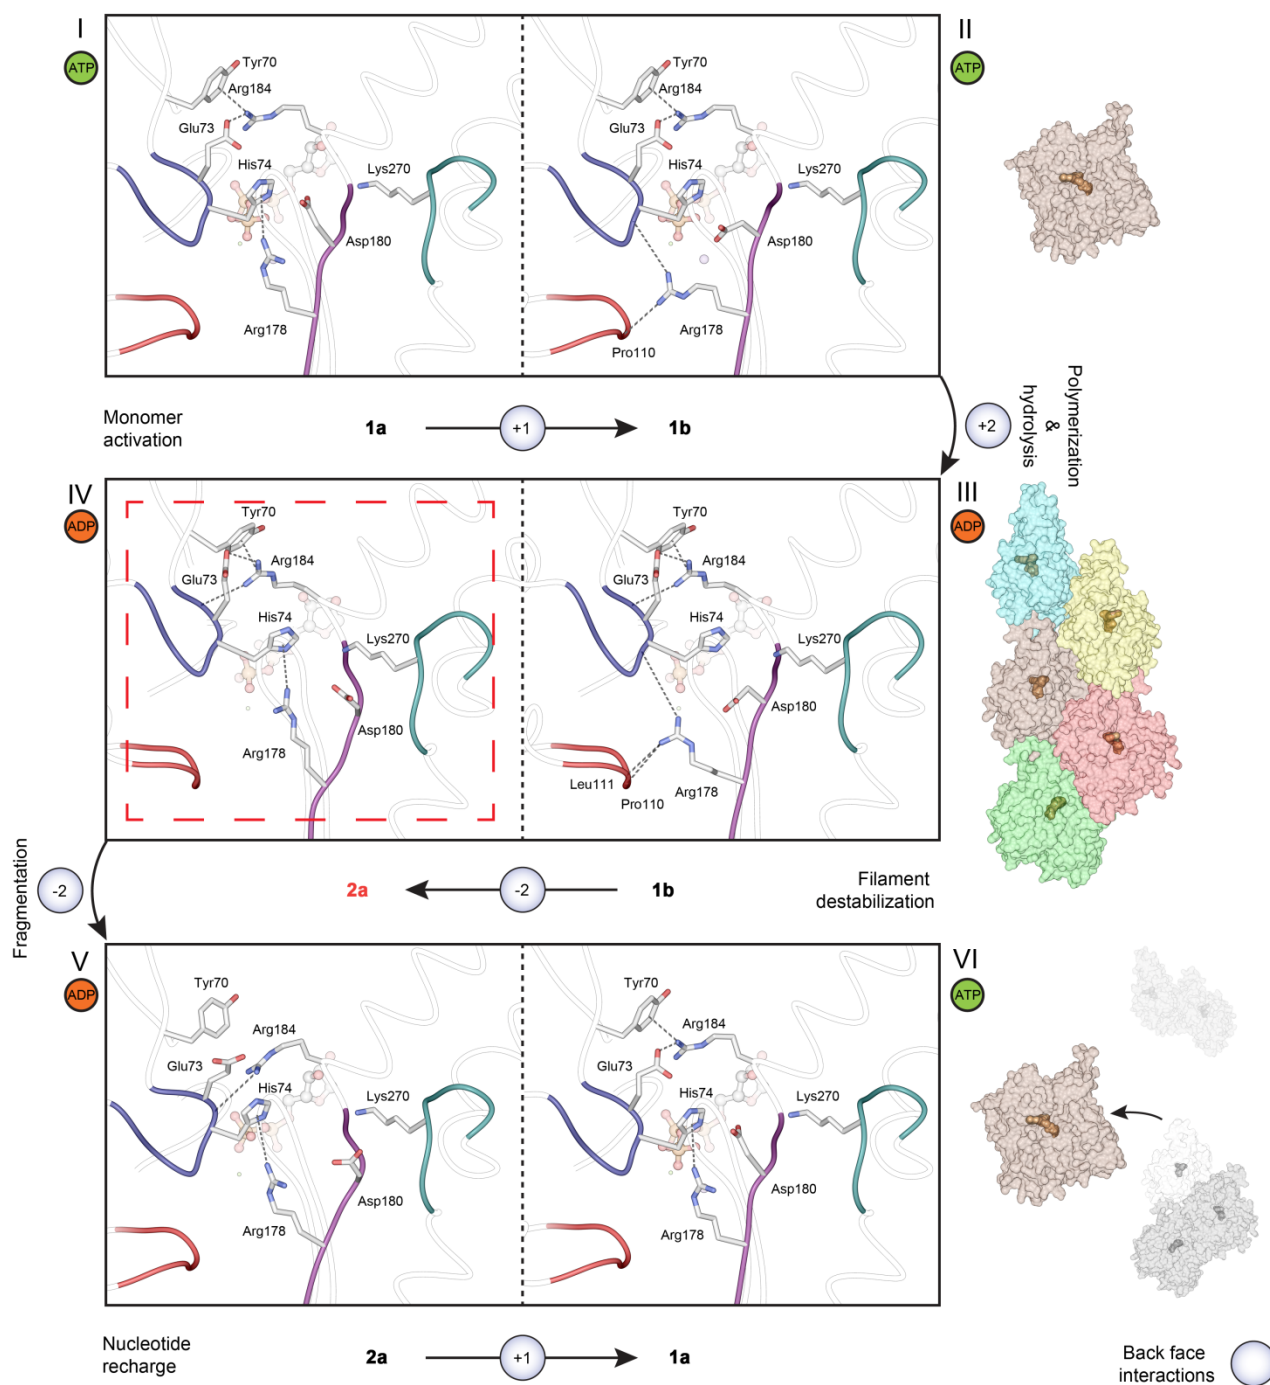 I
ATP
Tyr70
Arg184
Glu73
His74
Lys270
Asp180
Arg178
Tyr70
Arg184
Glu73
His74
Lys270
Asp180
Arg178
Pro110
II
ATP
Monomer
activation
1a
+1
1b
+2
Polymerization
&
hydrolysis
IV
ADP
Tyr70
Arg184
Glu73
His74
Lys270
Asp180
Arg178
Tyr70
Arg184
Glu73
His74
Lys270
Asp180
Leu111
Pro110
Arg178
III
ADP
Fragmentation
-2
2a
-2
1b
Filament
destabilization
V
ADP
Tyr70
Arg184
Glu73
His74
Lys270
Asp180
Arg178
Tyr70
Arg184
Glu73
His74
Lys270
Asp180
Arg178
VI
ATP
Nucleotide
recharge
2a
+1
1a
Back face
interactions